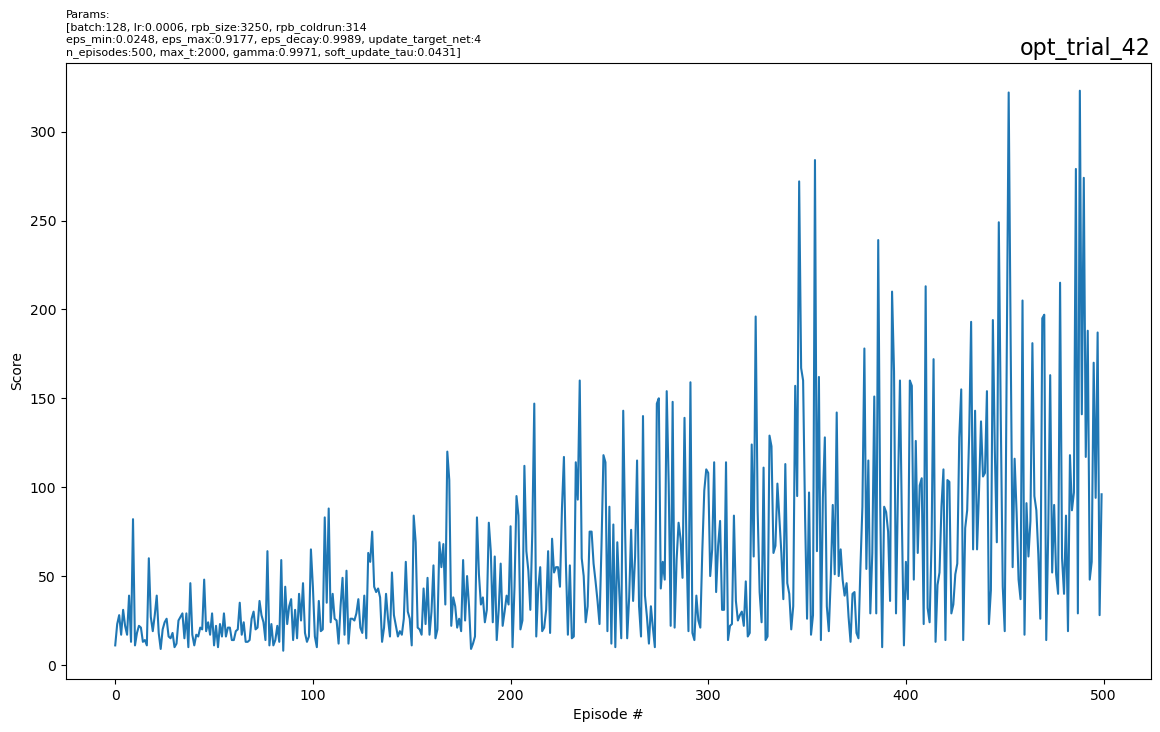 Params:
[batch:128, lr:0.0006, rpb_size:3250, rpb_coldrun:314
eps_min:0.0248, eps_max:0.9177, eps_decay:0.9989, update_target_net:4
n_episodes:500, max_t:2000, gamma:0.9971, soft_update_tau:0.0431]
opt_trial_42
300
250
200
150
100
50
0
Score
0
100
200
300
400
500
Episode #